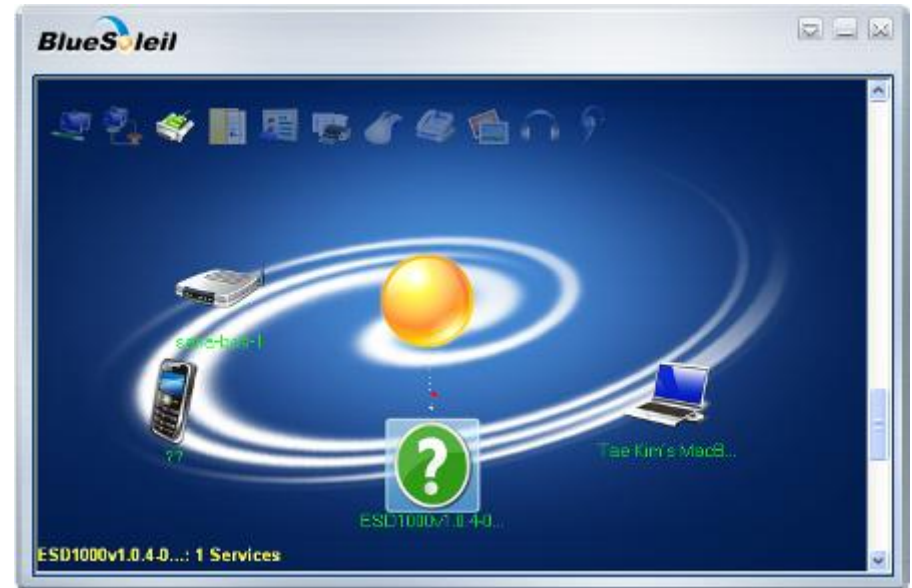 BlueSoleil
??
Tae Kim's MacB...
ESD1000v1.0.4-0...
ESD1000v1.0.4-0...: 1 Services